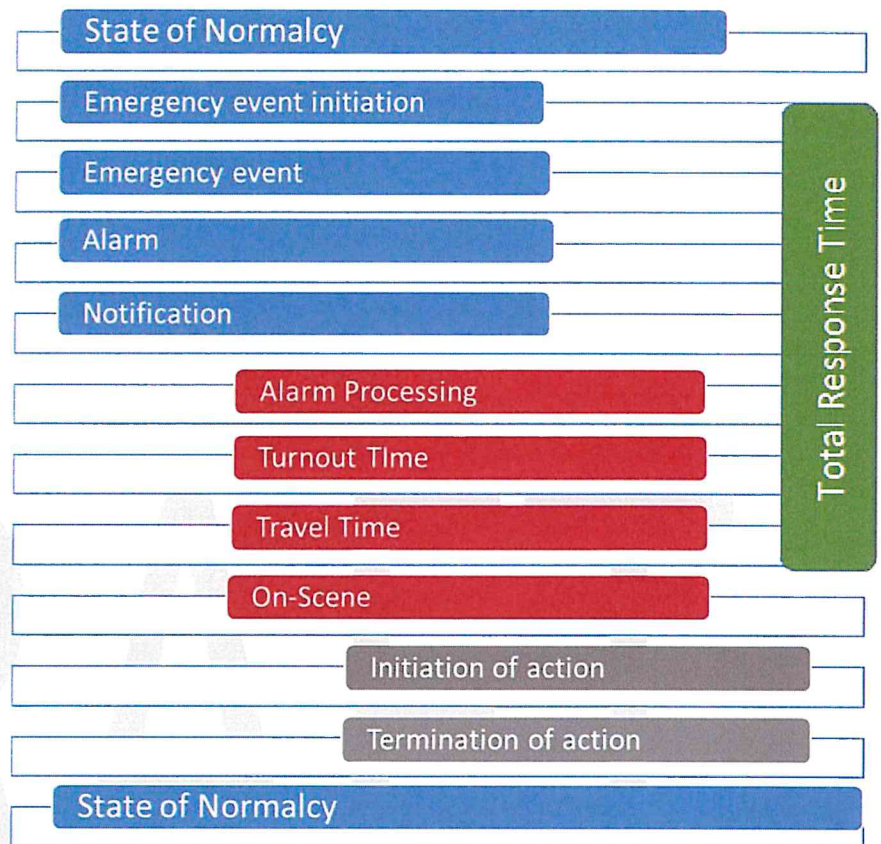 State of Normalcy
Emergency event initiation
Emergency event
Alarm
Notification
Alarm Processing
Turnout TIme
Travel Time
On-Scene
Initiation of action
Termination of action
State of Normalcy
Total Response Time